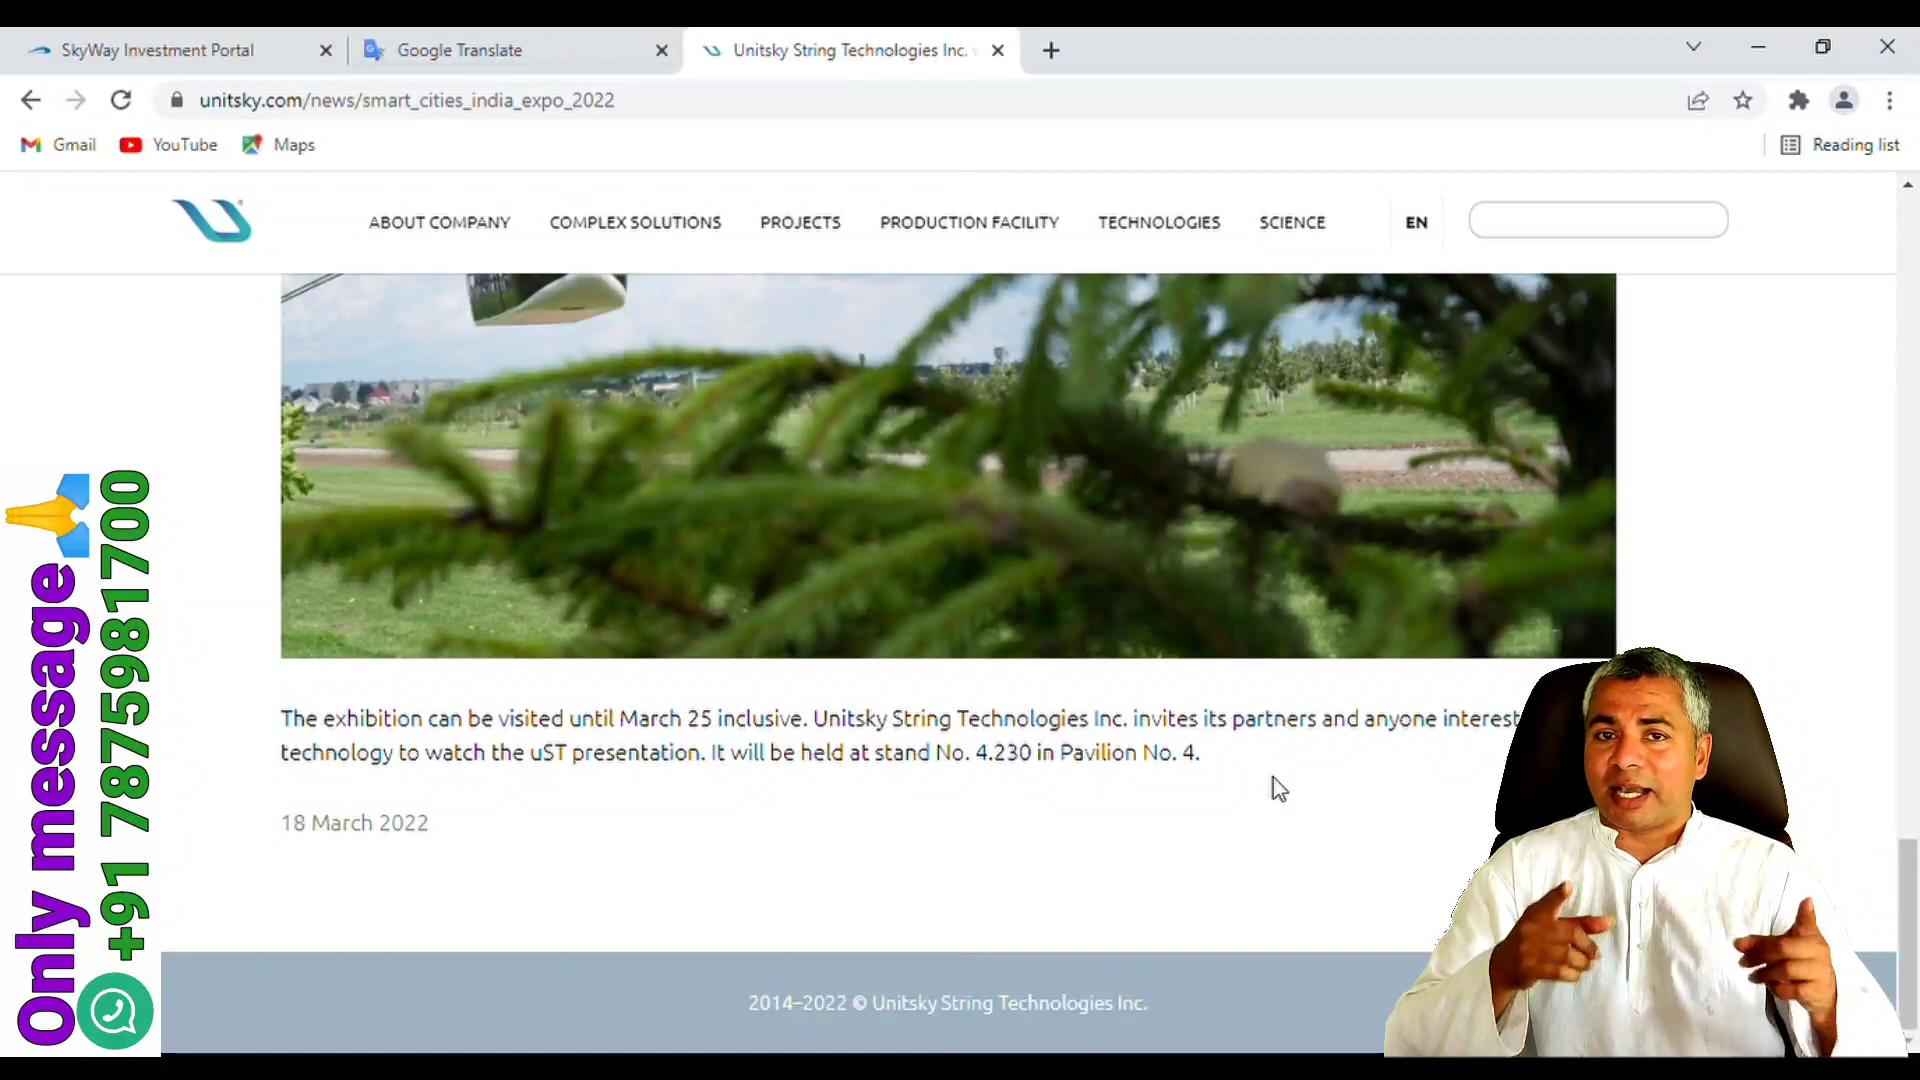 SkyWay Investment Portal
Google Translate
Unitsky String Technologies Inc.
unitsky.com/news/smart_cities_india_expo_2022
Gmail
YouTube
Maps
Reading list
ABOUT COMPANY
COMPLEX SOLUTIONS
PROJECTS
PRODUCTION FACILITY
TECHNOLOGIES
SCIENCE
EN
The exhibition can be visited until March 25 inclusive. Unitsky String Technologies Inc. invites its partners and anyone interest
technology to watch the uST presentation. It will be held at stand No. 4.230 in Pavilion No. 4.
18 March 2022
2014–2022 © Unitsky String Technologies Inc.
Only message
+91 7875981700